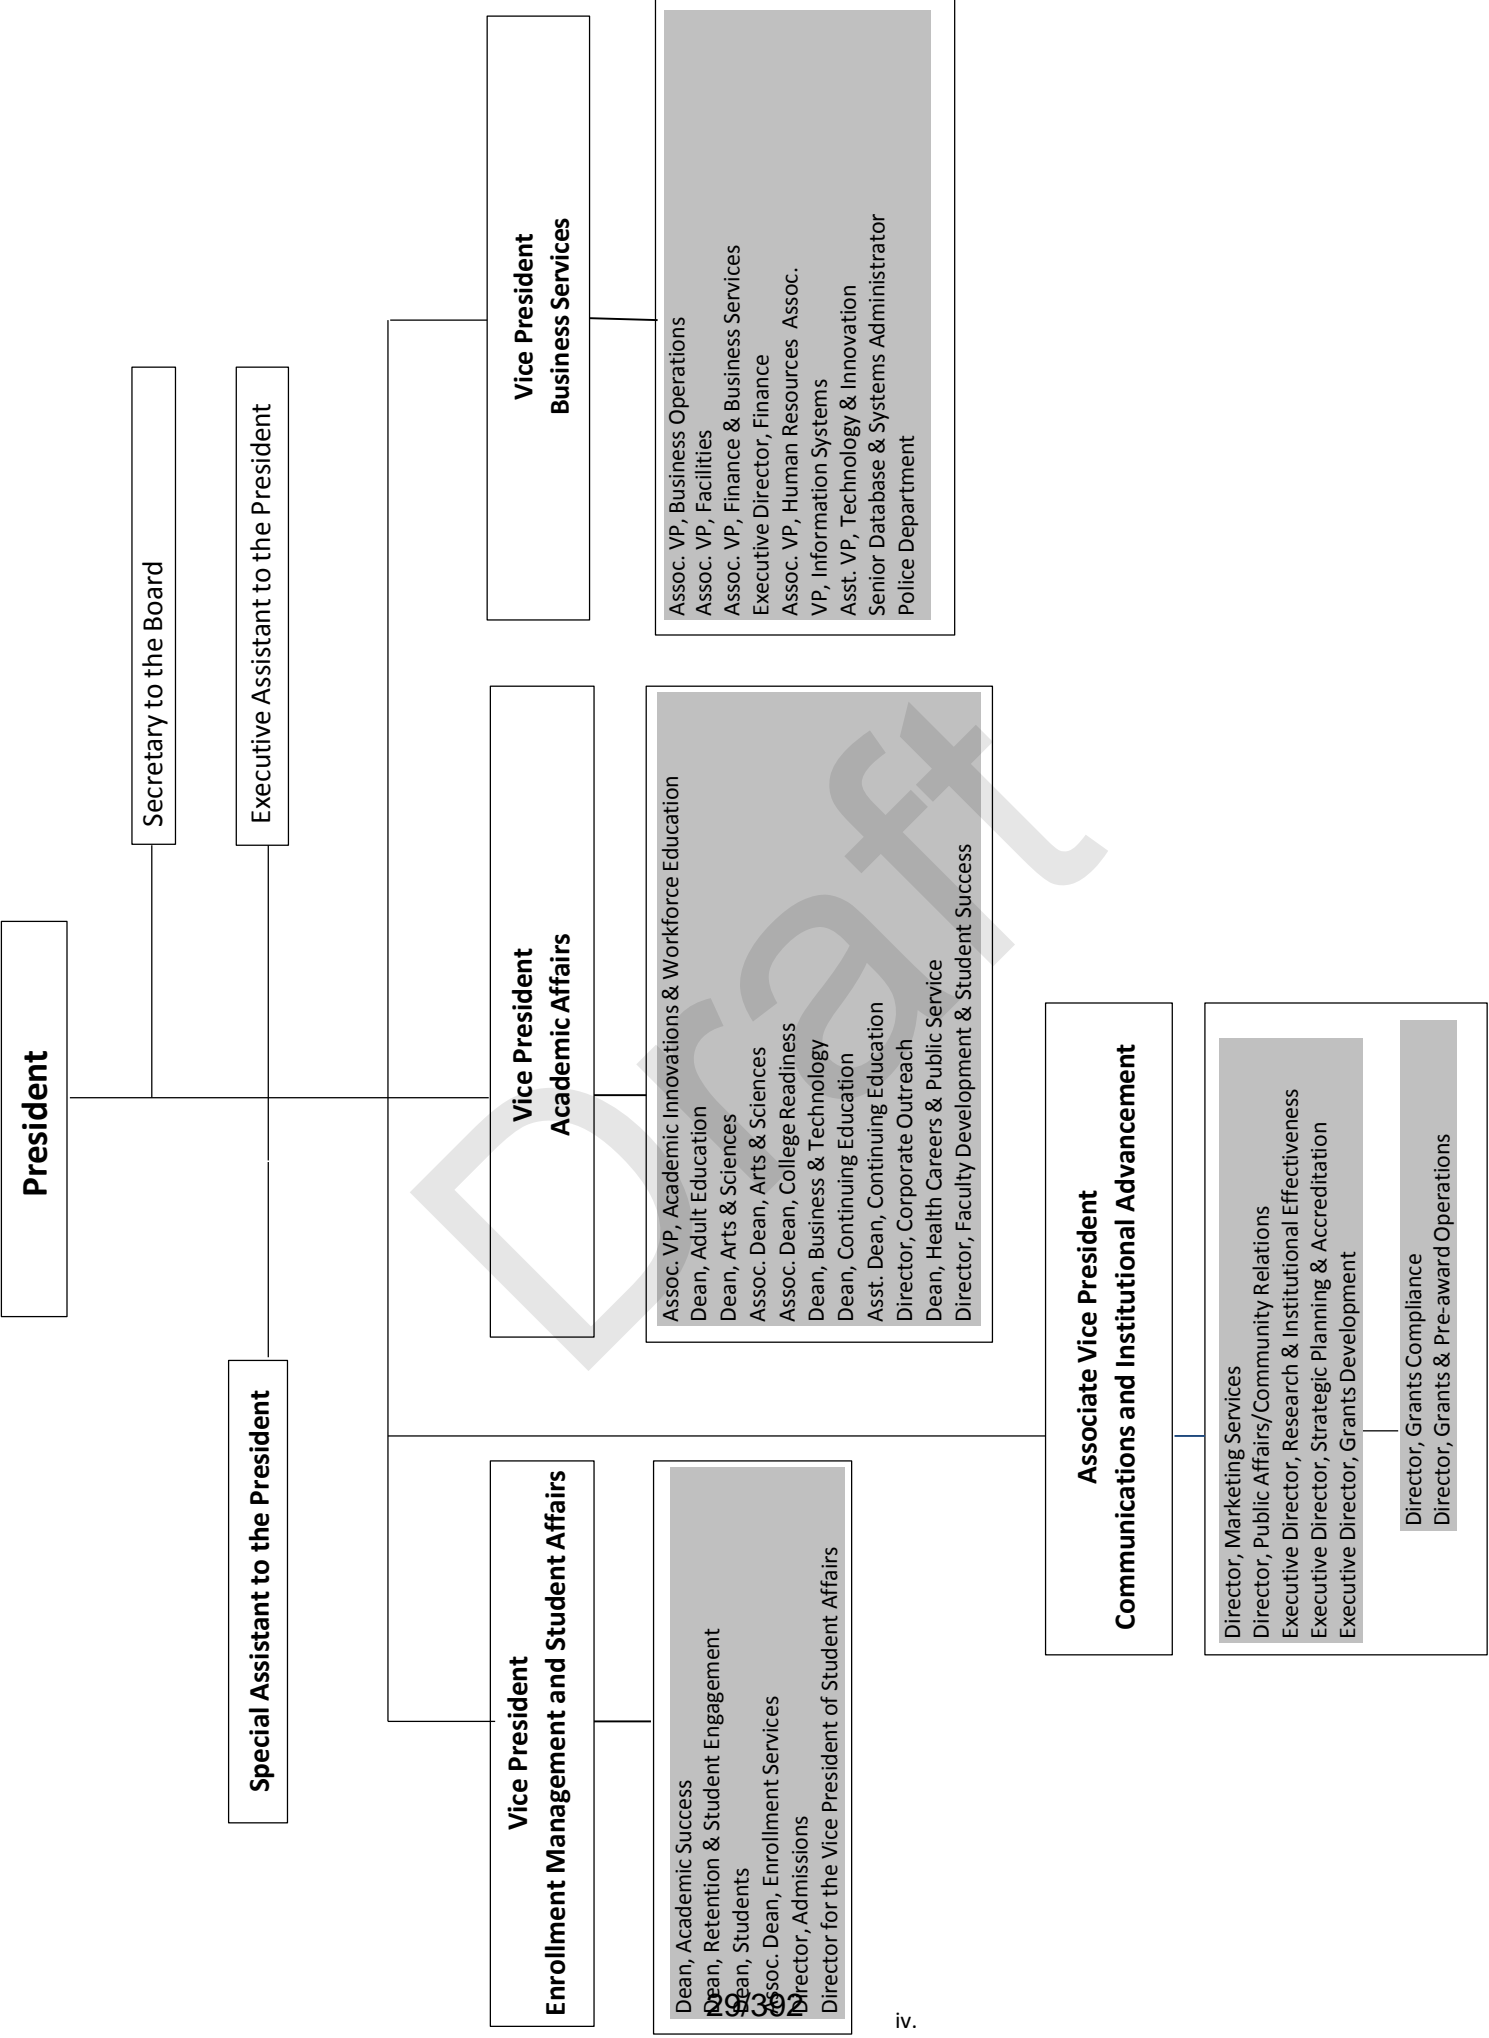 President
Secretary to the Board
Executive Assistant to the President
Special Assistant to the President
Vice President
Enrollment Management and Student Affairs
Dean, Academic Success
Dean, Retention & Student Engagement
Dean, Students
Assoc. Dean, Enrollment Services
Director, Admissions
Director for the Vice President of Student Affairs
Vice President
Academic Affairs
Assoc. VP, Academic Innovations & Workforce Education
Dean, Adult Education
Dean, Arts & Sciences
Assoc. Dean, Arts & Sciences
Assoc. Dean, College Readiness
Dean, Business & Technology
Dean, Continuing Education
Asst. Dean, Continuing Education
Director, Corporate Outreach
Dean, Health Careers & Public Service
Director, Faculty Development & Student Success
Vice President
Business Services
Assoc. VP, Business Operations
Assoc. VP, Facilities
Assoc. VP, Finance & Business Services
Executive Director, Finance
Assoc. VP, Human Resources Assoc.
VP, Information Systems
Asst. VP, Technology & Innovation
Senior Database & Systems Administrator
Police Department
Associate Vice President
Communications and Institutional Advancement
Director, Marketing Services
Director, Public Affairs/Community Relations
Executive Director, Research & Institutional Effectiveness
Executive Director, Strategic Planning & Accreditation
Executive Director, Grants Development
Director, Grants Compliance
Director, Grants & Pre-award Operations
Draft
29/392
iv.